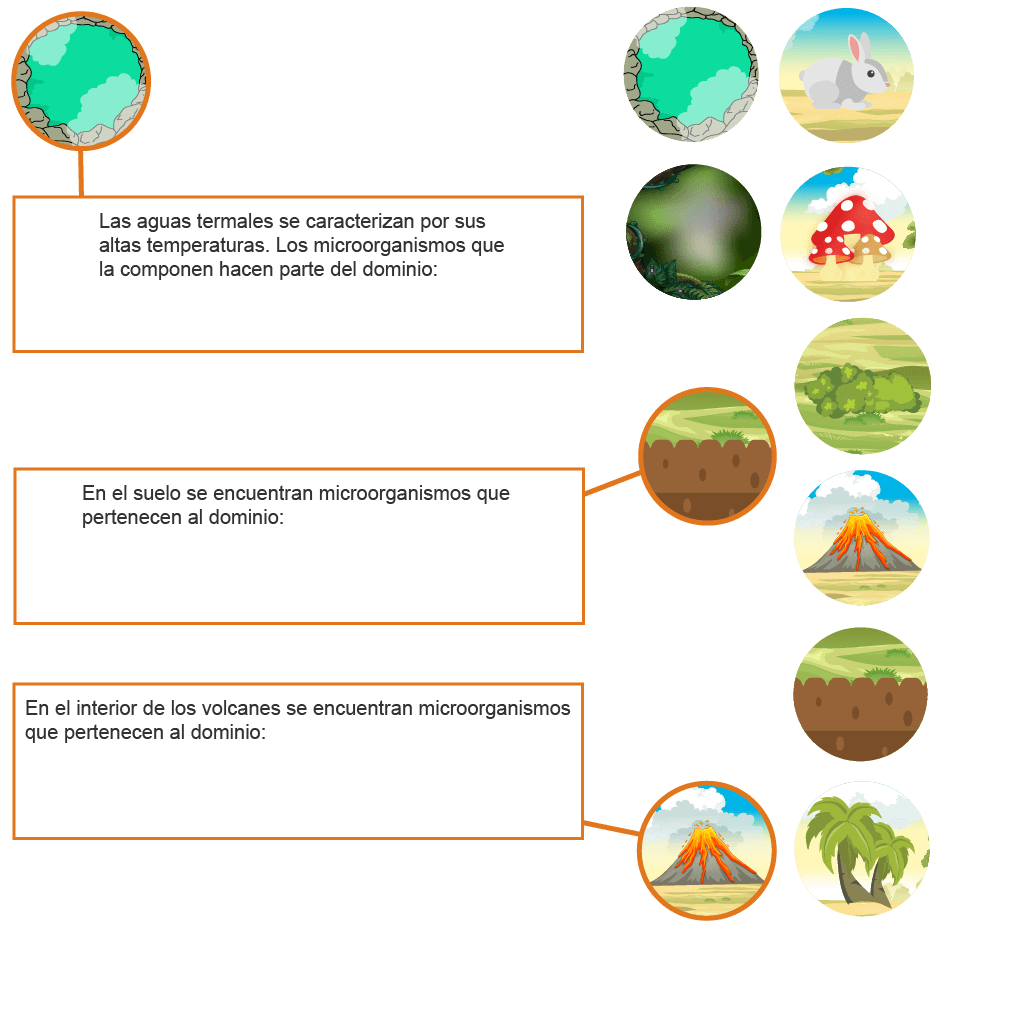 Las aguas termales se caracterizan por sus
altas temperaturas. Los microorganismos que
la componen hacen parte del dominio:
En el suelo se encuentran microorganismos que
pertenecen al dominio:
En el interior de los volcanes se encuentran microorganismos
que pertenecen al dominio: